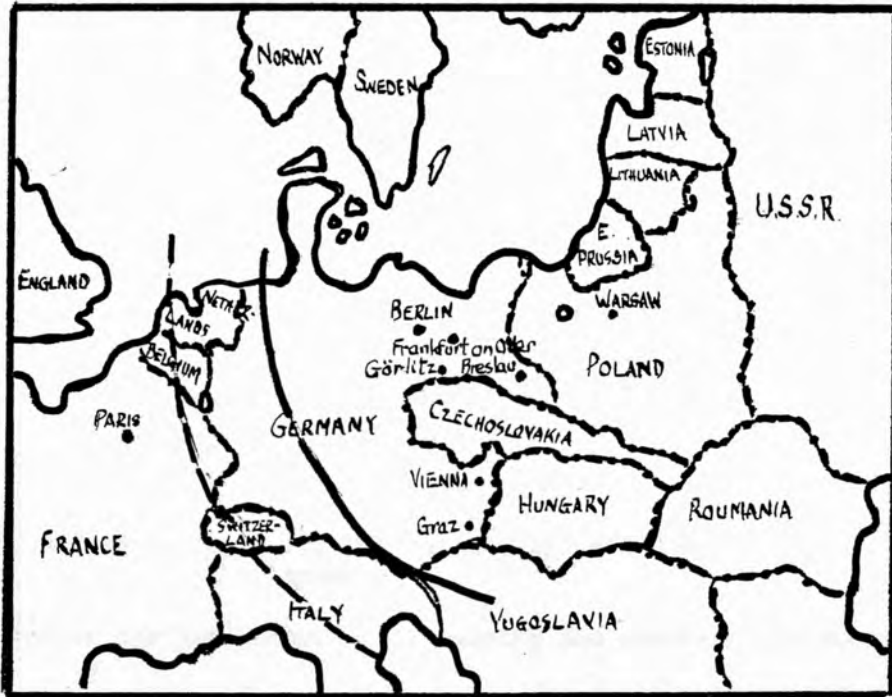 NORWAY
SWEDEN
ESTONIA
LATVIA
LITHUANIA
U.S.S.R.
E.
PRUSSIA
ENGLAND
NETHER-
LANDS
BELGIUM
BERLIN
WARSAW
Frankfurt on Oder
Görlitz
Breslau
POLAND
PARIS
GERMANY
CZECHOSLOVAKIA
VIENNA
HUNGARY
ROUMANIA
Graz
SWITZER-
LAND
FRANCE
ITALY
YUGOSLAVIA